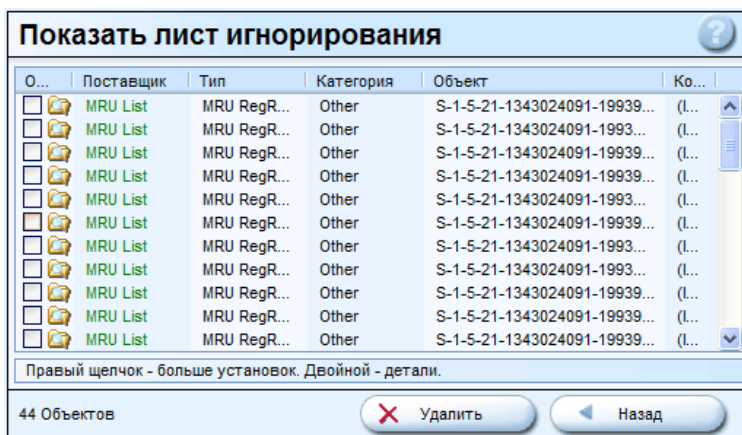 Показать лист игнорирования
О... Поставщик Тип Категория Объект Ко...
MRU List MRU RegR... Other S-1-5-21-1343024091-19939... (I...
MRU List MRU RegR... Other S-1-5-21-1343024091-1993... (I...
MRU List MRU RegR... Other S-1-5-21-1343024091-19939... (I...
MRU List MRU RegR... Other S-1-5-21-1343024091-19939... (I...
MRU List MRU RegR... Other S-1-5-21-1343024091-1993... (I...
MRU List MRU RegR... Other S-1-5-21-1343024091-19939... (I...
MRU List MRU RegR... Other S-1-5-21-1343024091-1993... (I...
MRU List MRU RegR... Other S-1-5-21-1343024091-1993... (I...
MRU List MRU RegR... Other S-1-5-21-1343024091-19939... (I...
MRU List MRU RegR... Other S-1-5-21-1343024091-19939... (I...
MRU List MRU RegR... Other S-1-5-21-1343024091-19939... (I...
Правый щелчок - больше установок. Двойной - детали.
44 Объектов Удалить Назад